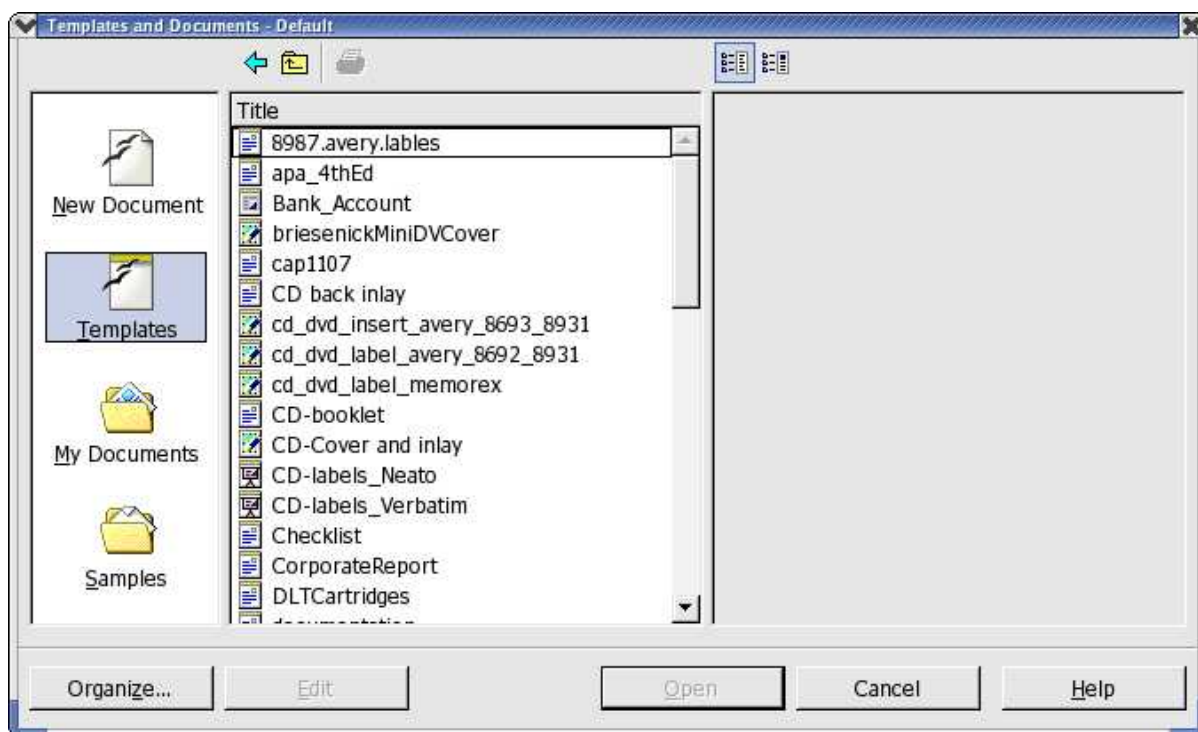 Templates and Documents - Default
New Document
Templates
My Documents
Samples
Title
8987.avery.lables
apa_4thEd
Bank_Account
briesenickMiniDVCover
cap1107
CD back inlay
cd_dvd_insert_avery_8693_8931
cd_dvd_label_avery_8692_8931
cd_dvd_label_memorex
CD-booklet
CD-Cover and inlay
CD-labels_Neato
CD-labels_Verbatim
Checklist
CorporateReport
DLTCartridges
Organize...
Edit
Open
Cancel
Help